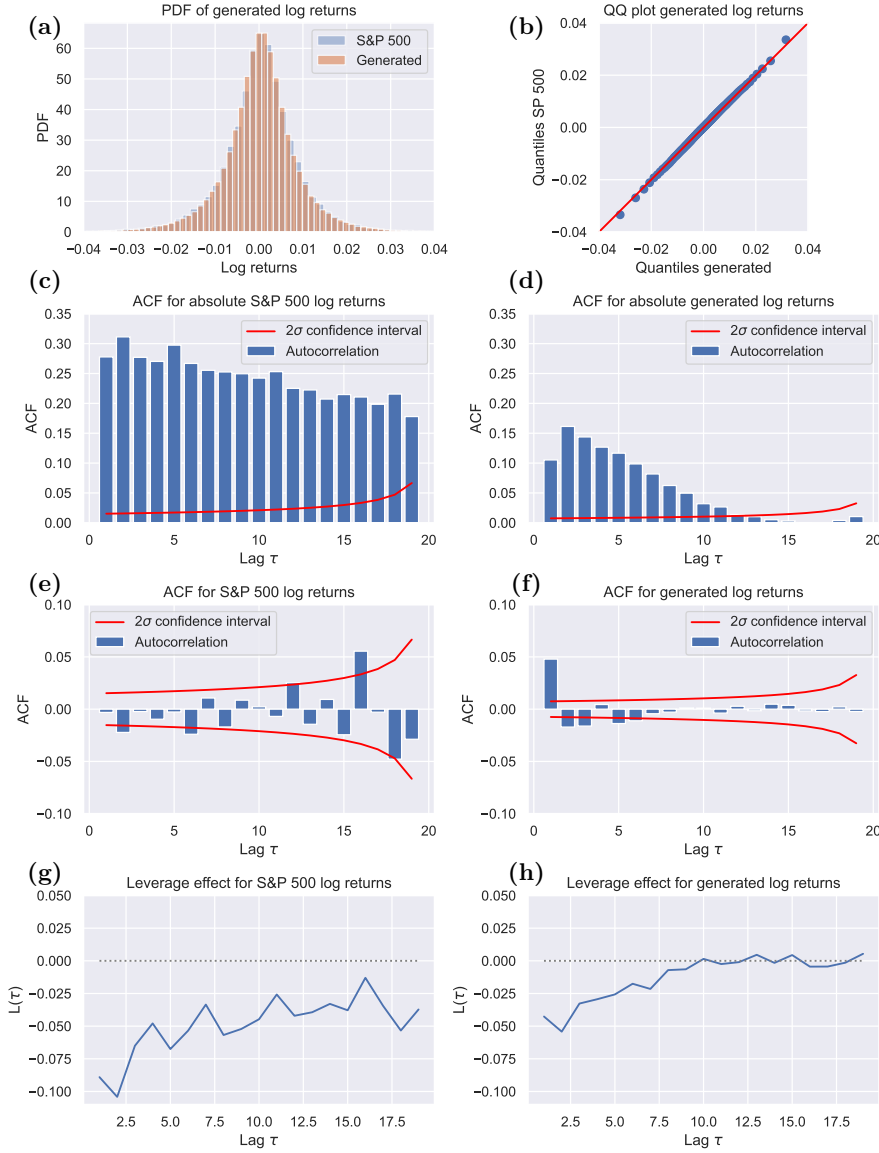 (a)
PDF of generated log returns
S&P 500
Generated
PDF
60
50
40
30
20
10
0
−0.04 −0.03 −0.02 −0.01 0.00 0.01 0.02 0.03 0.04
Log returns
(b)
QQ plot generated log returns
Quantiles SP 500
0.04
0.02
0.00
−0.02
−0.04
−0.04 −0.02 0.00 0.02 0.04
Quantiles generated
(c)
ACF for absolute S&P 500 log returns
2σ confidence interval
Autocorrelation
ACF
0.35
0.30
0.25
0.20
0.15
0.10
0.05
0.00
0 5 10 15 20
Lag τ
(d)
ACF for absolute generated log returns
2σ confidence interval
Autocorrelation
ACF
0.35
0.30
0.25
0.20
0.15
0.10
0.05
0.00
0 5 10 15 20
Lag τ
(e)
ACF for S&P 500 log returns
2σ confidence interval
Autocorrelation
ACF
0.10
0.05
0.00
−0.05
−0.10
0 5 10 15 20
Lag τ
(f)
ACF for generated log returns
2σ confidence interval
Autocorrelation
ACF
0.10
0.05
0.00
−0.05
−0.10
0 5 10 15 20
Lag τ
(g)
Leverage effect for S&P 500 log returns
L(τ)
0.050
0.025
0.000
−0.025
−0.050
−0.075
−0.100
2.5 5.0 7.5 10.0 12.5 15.0 17.5
Lag τ
(h)
Leverage effect for generated log returns
L(τ)
0.050
0.025
0.000
−0.025
−0.050
−0.075
−0.100
2.5 5.0 7.5 10.0 12.5 15.0 17.5
Lag τ